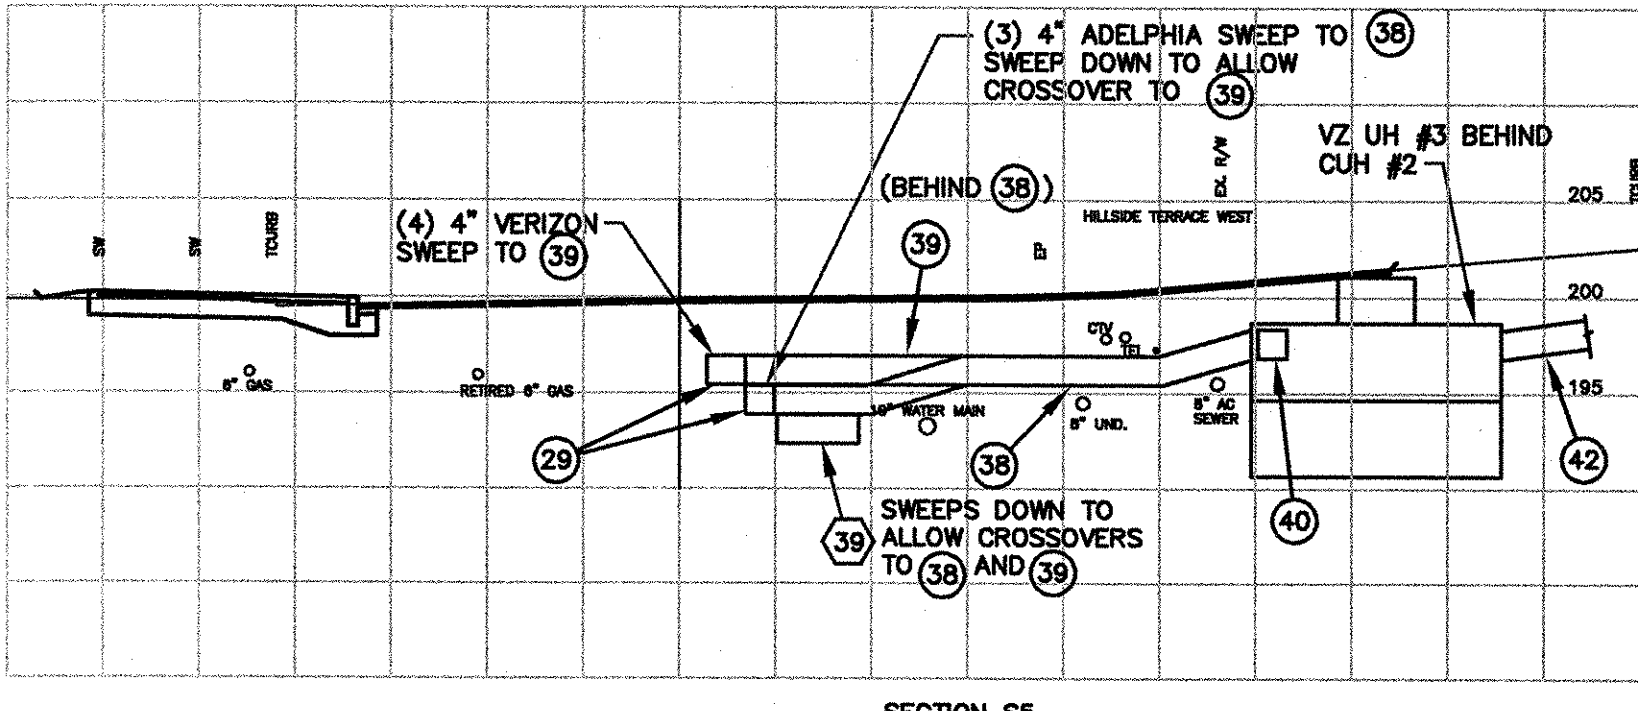 (3) 4" ADELPHIA SWEEP TO 38
SWEEP DOWN TO ALLOW
CROSSOVER TO 39
VZ UH #3 BEHIND
CUH #2
EX. R/W
TCURB
205
(BEHIND 38)
HILLSIDE TERRACE WEST
(4) 4" VERIZON
SWEEP TO 39
SW
SW
TCURB
39
200
CTV
TEL
195
8" GAS
RETIRED 6" GAS
WATER MAIN
8" UND.
8" AC
SEWER
29
38
42
40
39
SWEEPS DOWN TO
ALLOW CROSSOVERS
TO 38 AND 39
SECTION S5